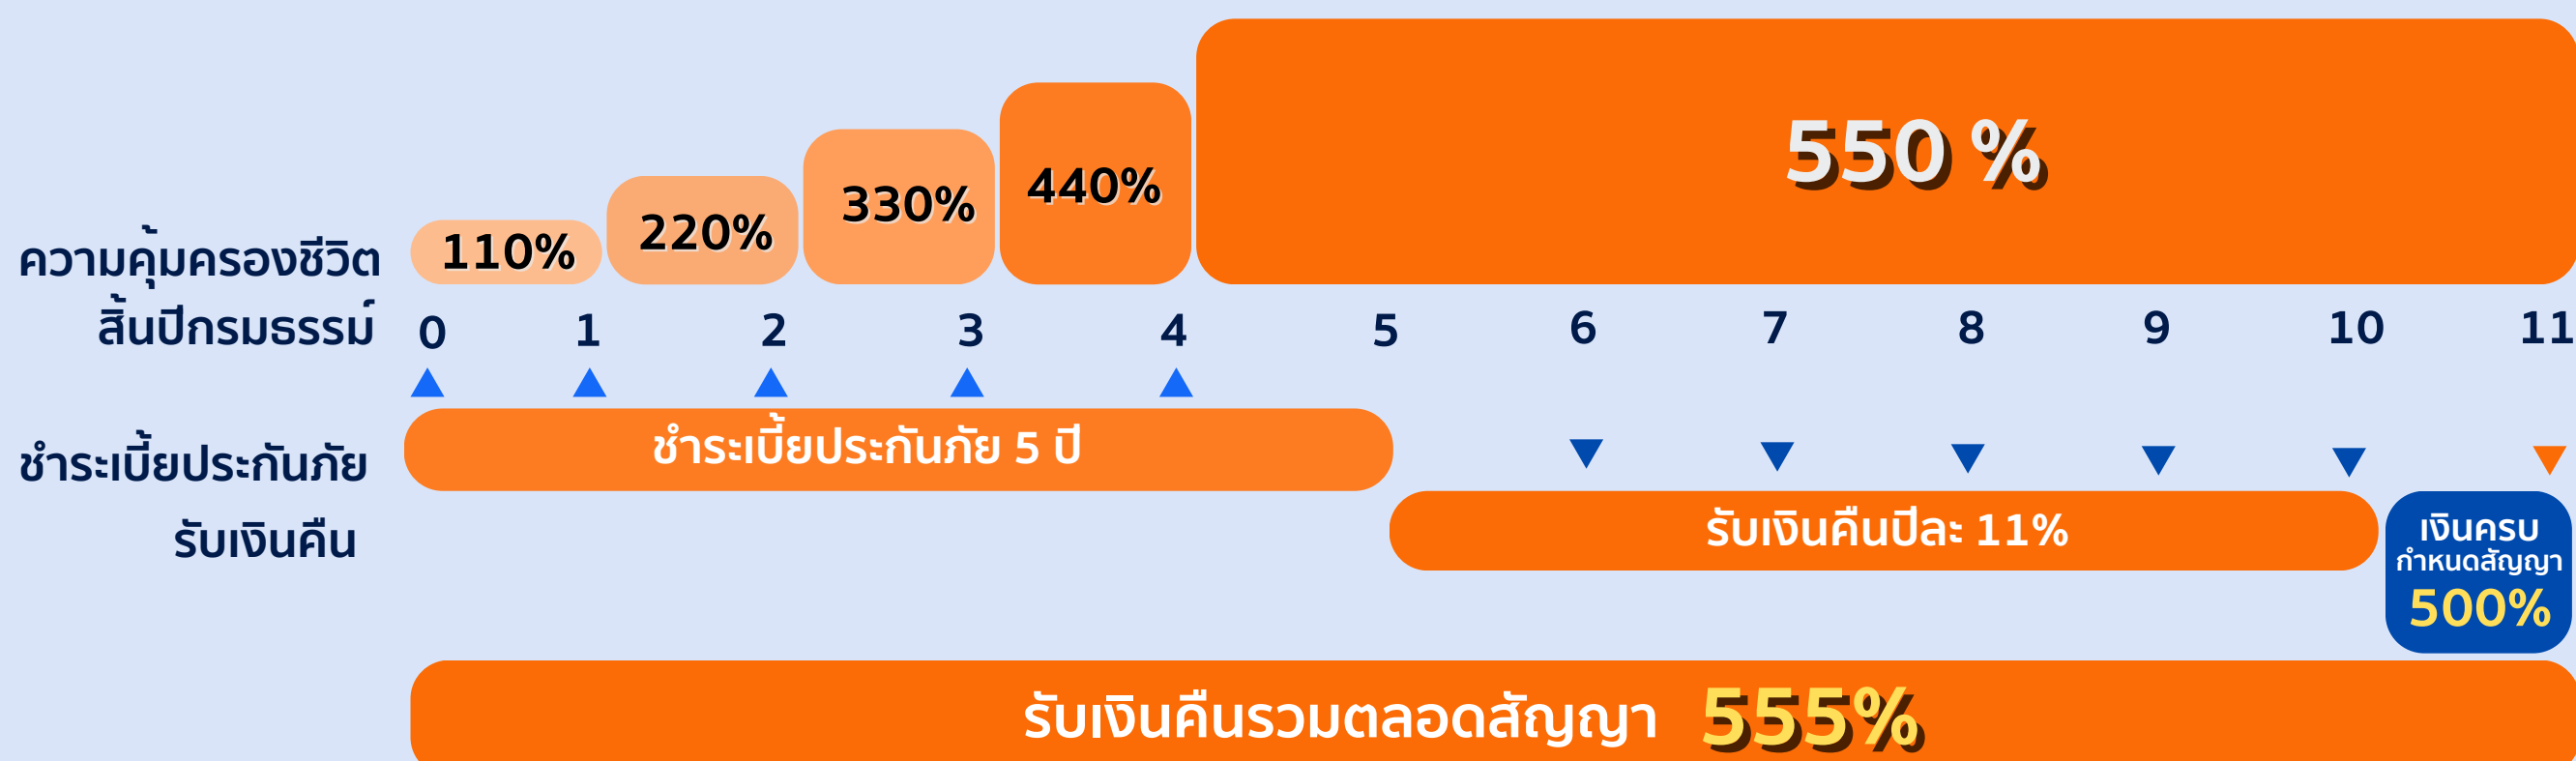 550 %
440%
330%
220%
110%
ความคุ้มครองชีวิต
สิ้นปีกรมธรรม์ 0 1 2 3 4 5 6 7 8 9 10 11
ชำระเบี้ยประกันภัย 5 ปี
ชำระเบี้ยประกันภัย
รับเงินคืนปีละ 11%
รับเงินคืน
เงินครบ
กำหนดสัญญา
500%
รับเงินคืนรวมตลอดสัญญา 555%